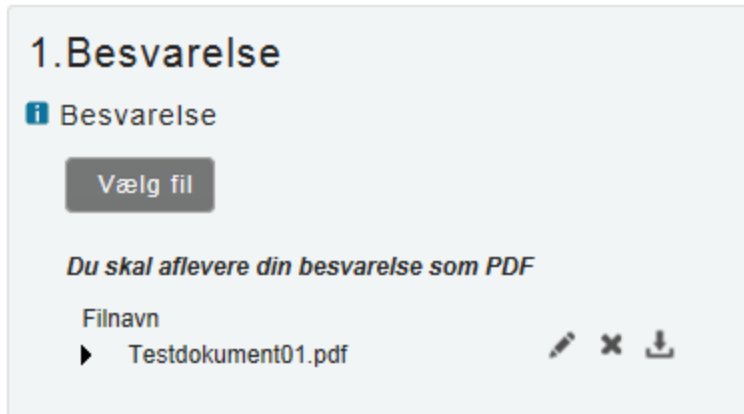 1.Besvarelse
i Besvarelse
Vælg fil
Du skal aflevere din besvarelse som PDF
Filnavn
Testdokument01.pdf